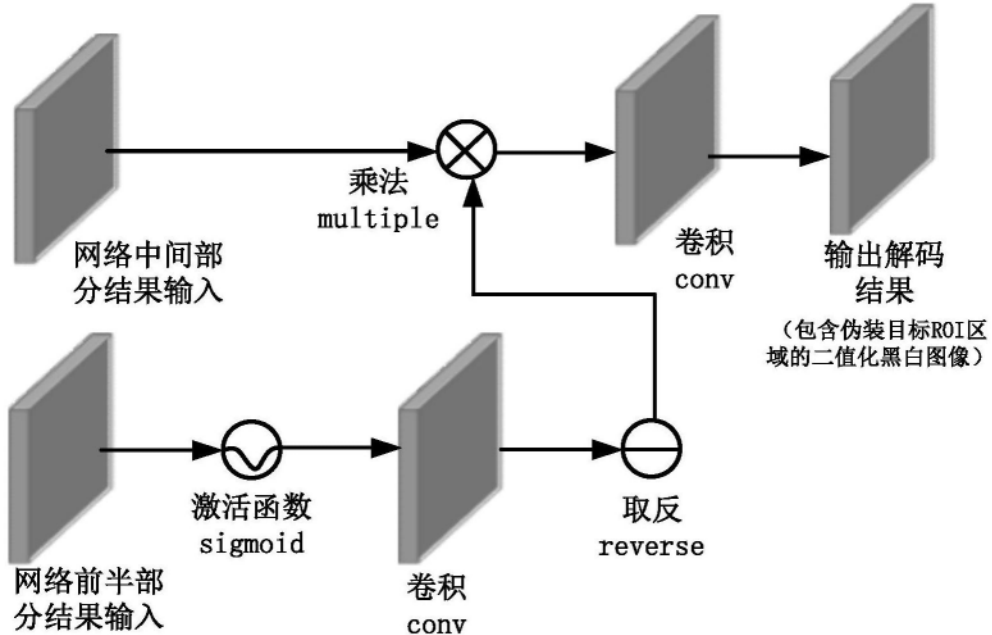 乘法
multiple
网络中间部
分结果输入
卷积
conv
输出解码
结果
（包含伪装目标ROI区
域的二值化黑白图像）
激活函数
sigmoid
取反
reverse
网络前半部
分结果输入
卷积
conv